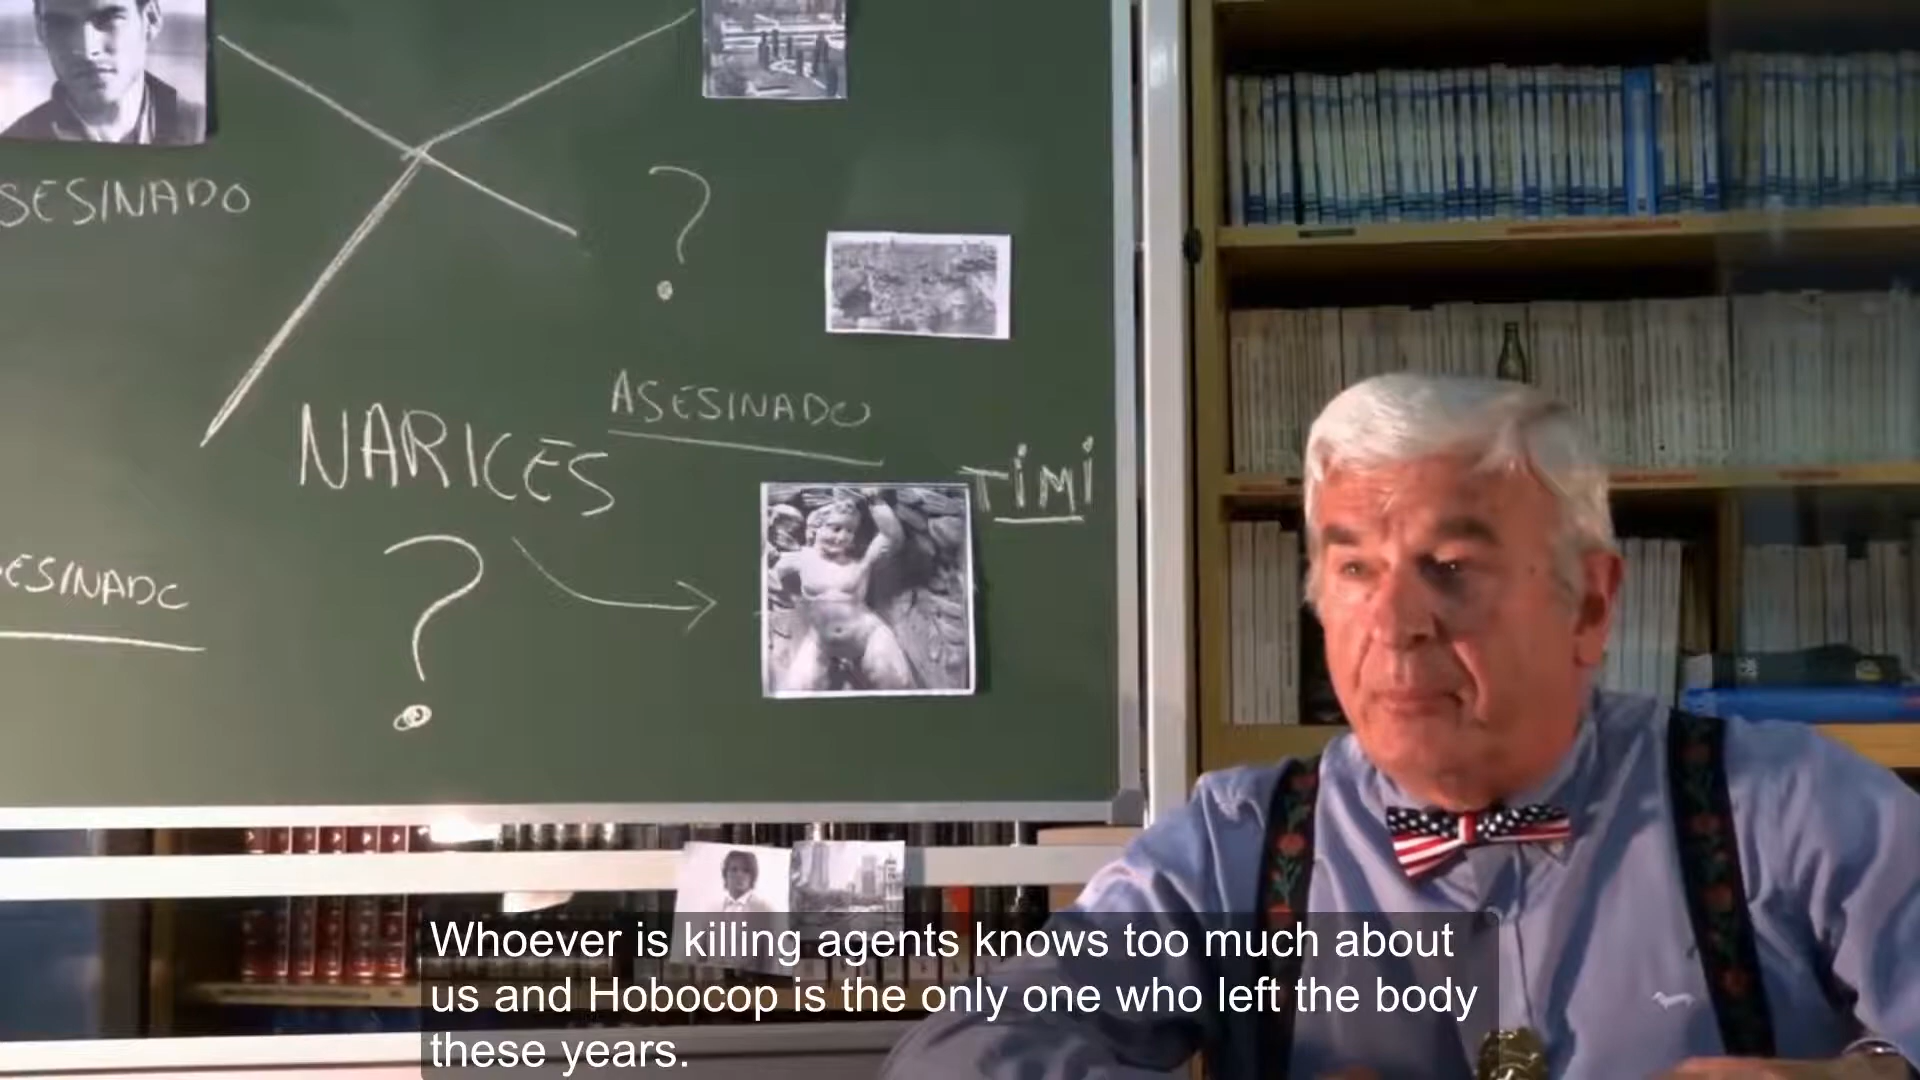 SESINADO
ASESINADO
NARICES
TiMi
ESINADO
?
?
Whoever is killing agents knows too much about
us and Hobocop is the only one who left the body
these years.